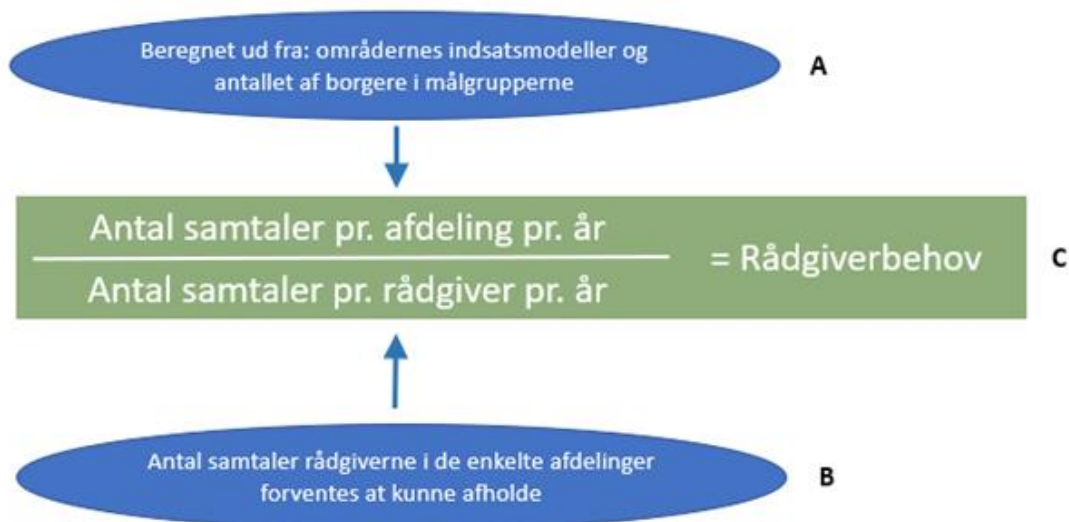 Beregnet ud fra: områdernes indsatsmodeller og
antallet af borgere i målgrupperne
A
Antal samtaler pr. afdeling pr. år
Antal samtaler pr. rådgiver pr. år
= Rådgiverbehov
C
Antal samtaler rådgiverne i de enkelte afdelinger
forventes at kunne afholde
B